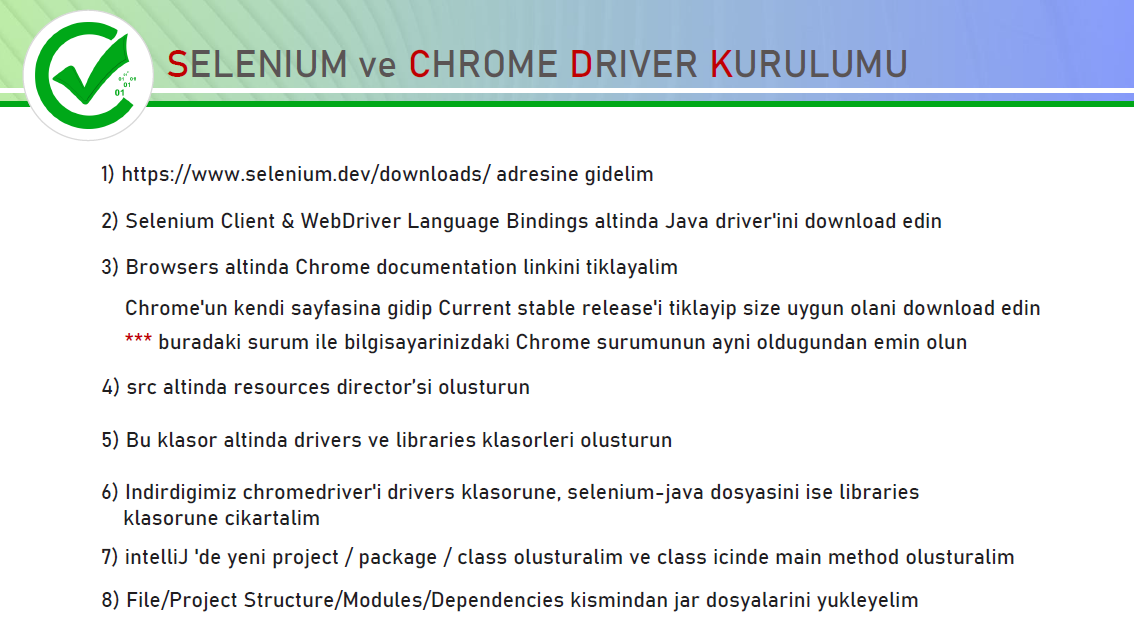 SELENIUM ve CHROME DRIVER KURULUMU
01 01
01
01
1) https://www.selenium.dev/downloads/ adresine gidelim
2) Selenium Client & WebDriver Language Bindings altinda Java driver'ini download edin
3) Browsers altinda Chrome documentation linkini tiklayalim
Chrome'un kendi sayfasina gidip Current stable release'i tiklayip size uygun olani download edin
*** buradaki surum ile bilgisayarinizdaki Chrome surumunun ayni oldugundan emin olun
4) src altinda resources director’si olusturun
5) Bu klasor altinda drivers ve libraries klasorleri olusturun
6) Indirdigimiz chromedriver'i drivers klasorune, selenium-java dosyasini ise libraries
klasorune cikartalim
7) intelliJ 'de yeni project / package / class olusturalim ve class icinde main method olusturalim
8) File/Project Structure/Modules/Dependencies kismindan jar dosyalarini yukleyelim